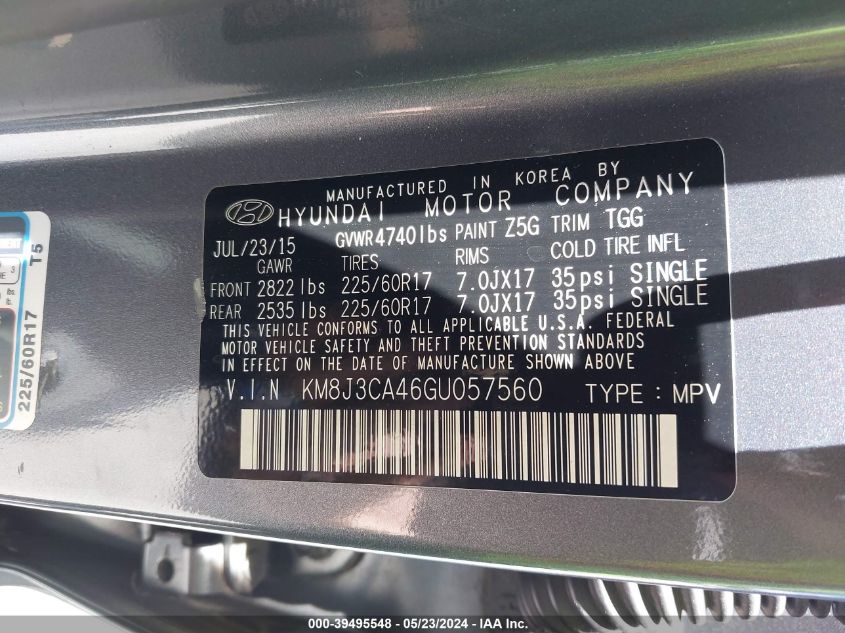 MANUFACTURED IN KOREA BY
HYUNDAI MOTOR COMPANY
JUL/23/15 GVWR4740lbs PAINT Z5G TRIM TGG
GAWR TIRES RIMS COLD TIRE INFL
FRONT 2822lbs 225/60R17 7.0JX17 35psi SINGLE
REAR 2535lbs 225/60R17 7.0JX17 35psi SINGLE
THIS VEHICLE CONFORMS TO ALL APPLICABLE U.S.A. FEDERAL
MOTOR VEHICLE SAFETY AND THEFT PREVENTION STANDARDS
IN EFFECT ON THE DATE OF MANUFACTURE SHOWN ABOVE
V.I.N KM8J3CA46GU057560 TYPE : MPV
225/60R17 T5
000-39495548 - 05/23/2024 - IAA Inc.